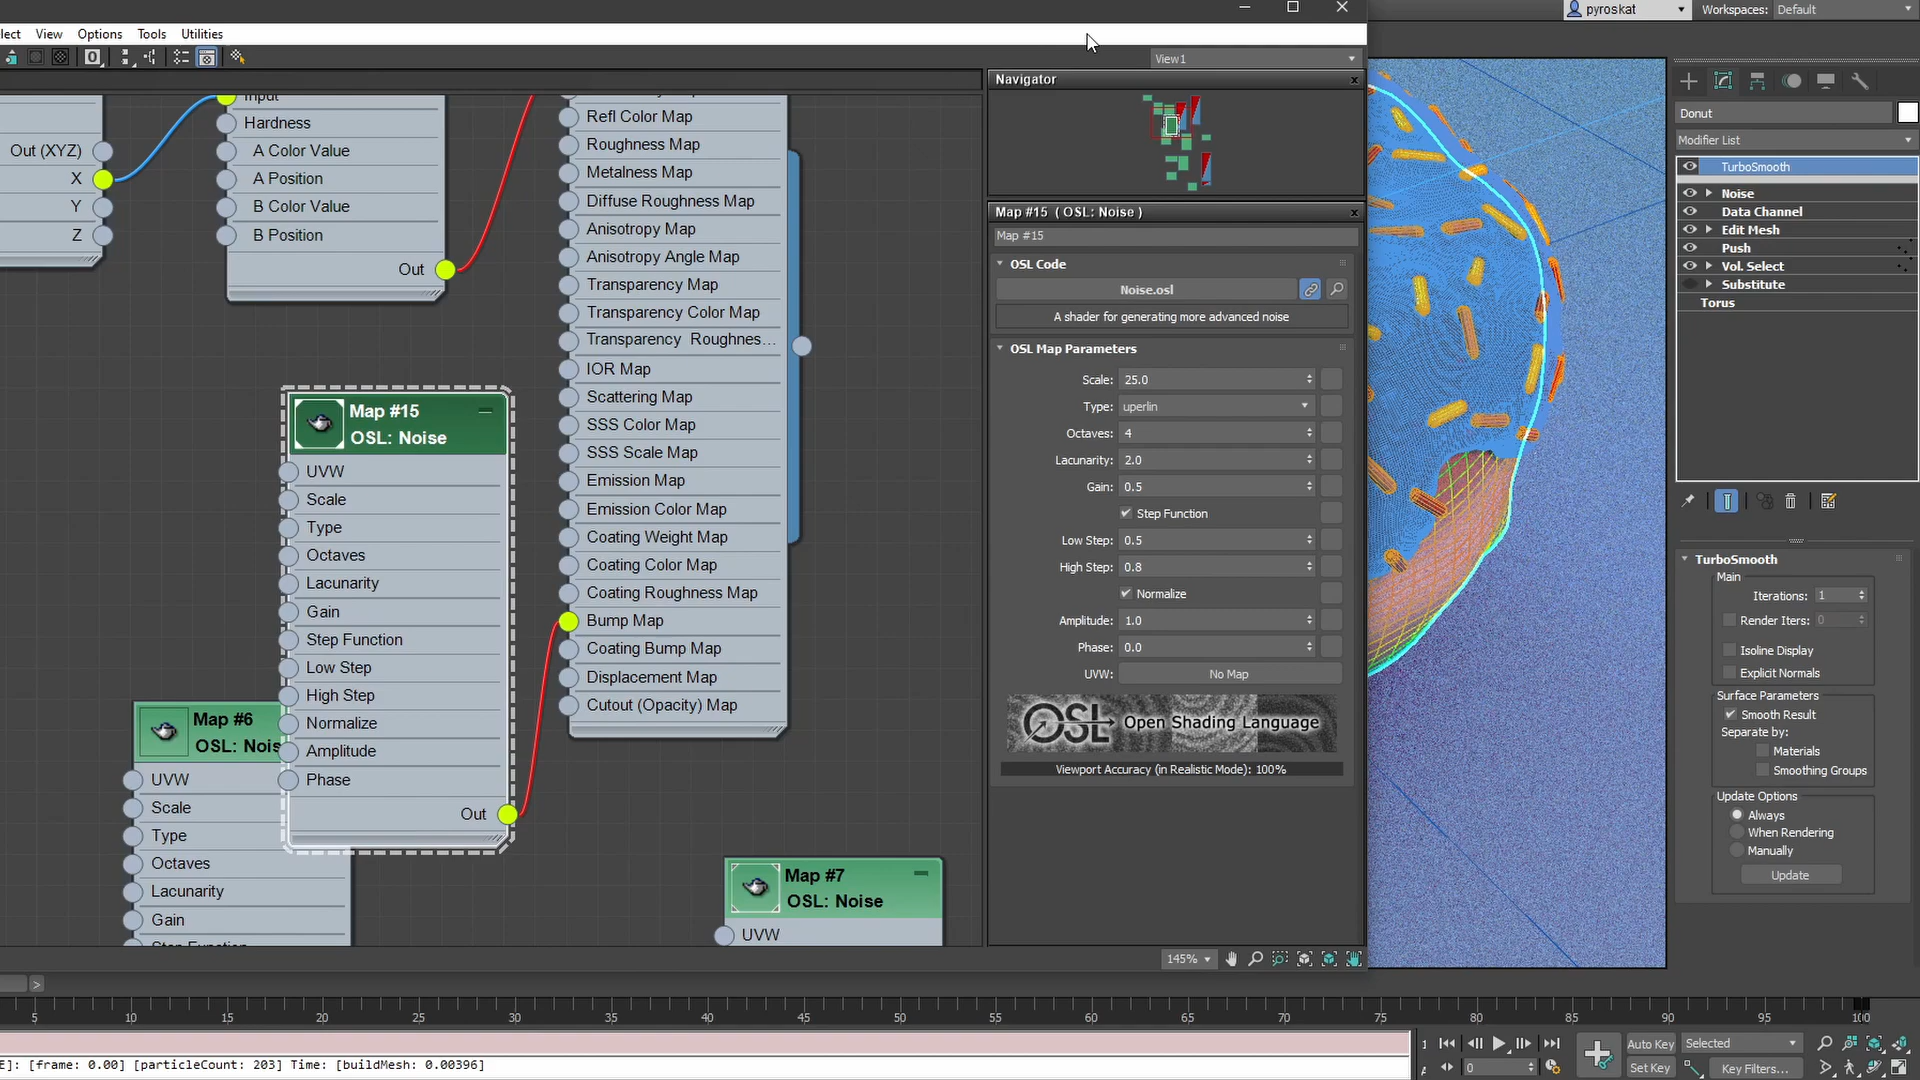 pyroskat
Workspaces: Default
lect View Options Tools Utilities
View1
Navigator
Input
Hardness
A Color Value
A Position
B Color Value
B Position
Out
Out (XYZ)
X
Y
Z
Refl Color Map
Roughness Map
Metalness Map
Diffuse Roughness Map
Anisotropy Map
Anisotropy Angle Map
Transparency Map
Transparency Color Map
Transparency Roughnes...
IOR Map
Scattering Map
SSS Color Map
SSS Scale Map
Emission Map
Emission Color Map
Coating Weight Map
Coating Color Map
Coating Roughness Map
Bump Map
Coating Bump Map
Displacement Map
Cutout (Opacity) Map
Map #15
OSL: Noise
UVW
Scale
Type
Octaves
Lacunarity
Gain
Step Function
Low Step
High Step
Normalize
Amplitude
Phase
Out
Map #6
OSL: Nois
UVW
Scale
Type
Octaves
Lacunarity
Gain
Step Function
Map #7
OSL: Noise
UVW
Map #15 ( OSL: Noise )
Map #15
OSL Code
Noise.osl
A shader for generating more advanced noise
OSL Map Parameters
Scale: 25.0
Type: uperlin
Octaves: 4
Lacunarity: 2.0
Gain: 0.5
Step Function
Low Step: 0.5
High Step: 0.8
Normalize
Amplitude: 1.0
Phase: 0.0
UVW: No Map
OSL Open Shading Language
Viewport Accuracy (in Realistic Mode): 100%
145%
Donut
Modifier List
TurboSmooth
Noise
Data Channel
Edit Mesh
Push
Vol. Select
Substitute
Torus
TurboSmooth
Main
Iterations: 1
Render Iters: 0
Isoline Display
Explicit Normals
Surface Parameters
Smooth Result
Separate by:
Materials
Smoothing Groups
Update Options
Always
When Rendering
Manually
Update
>
5 10 15 20 25 30 35 40 45 50 55 60 65 70 75 80 85 90 95 100
E]: [frame: 0.00] [particleCount: 203] Time: [buildMesh: 0.00396]
0
Auto Key Selected
Set Key Key Filters...